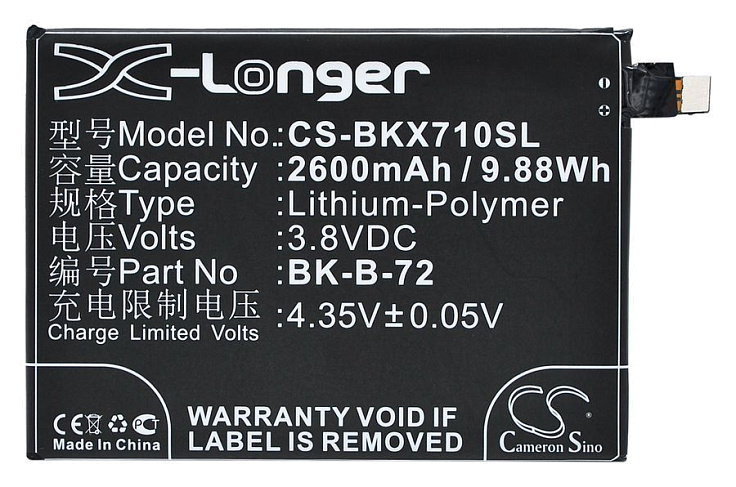 X-Longer
型号Model No.:CS-BKX710SL
容量Capacity :2600mAh / 9.88Wh
规格Type :Lithium-Polymer
电压Volts :3.8VDC
编号Part No :BK-B-72
充电限制电压
Charge Limited Volts :4.35V±0.05V
CE PCT
Made In China
WARRANTY VOID IF
LABEL IS REMOVED
CS
Cameron Sino